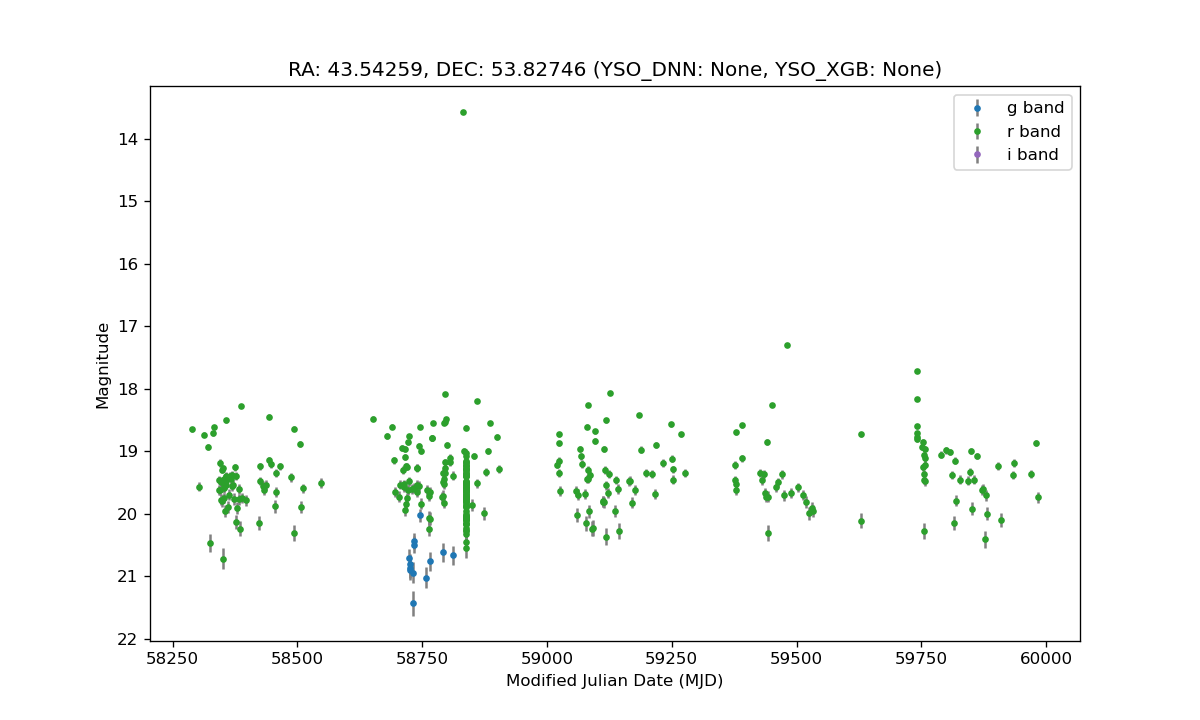 RA: 43.54259, DEC: 53.82746 (YSO_DNN: None, YSO_XGB: None)
g band
r band
i band
14
15
16
17
18
19
20
21
22
Magnitude
58250 58500 58750 59000 59250 59500 59750 60000
Modified Julian Date (MJD)